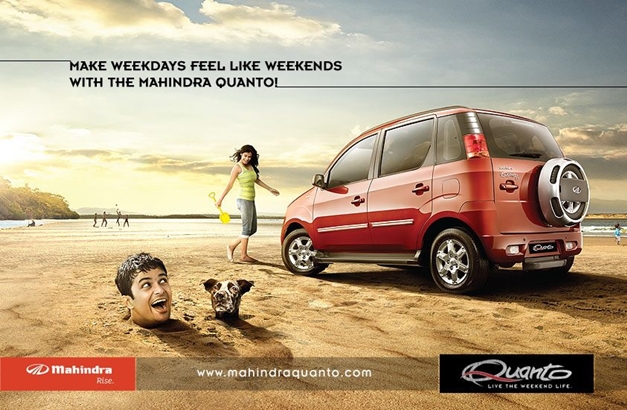 MAKE WEEKDAYS FEEL LIKE WEEKENDS
WITH THE MAHINDRA QUANTO!
Quanto
Mahindra
Rise.
www.mahindraquanto.com
Quanto
LIVE THE WEEKEND LIFE.